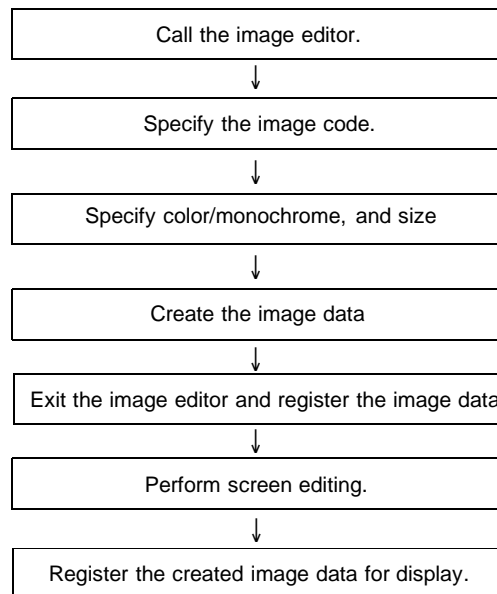 Call the image editor.
Specify the image code.
Specify color/monochrome, and size
Create the image data
Exit the image editor and register the image data
Perform screen editing.
Register the created image data for display.